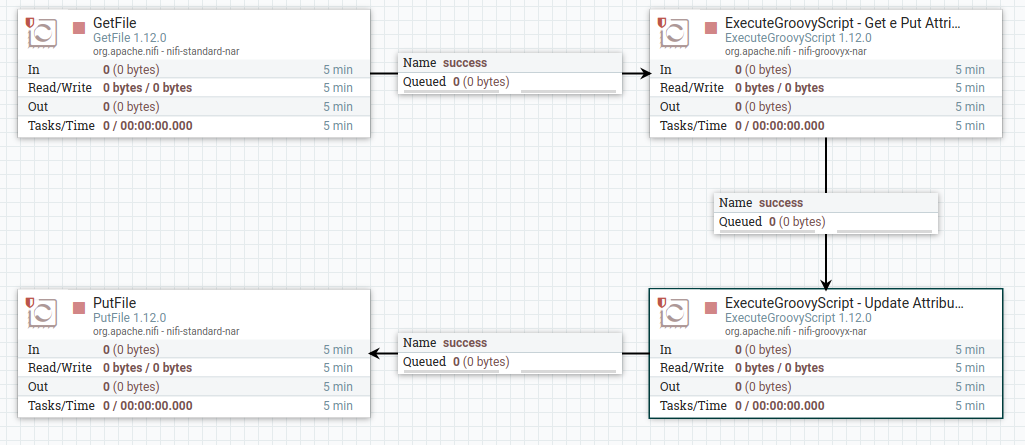 GetFile
GetFile 1.12.0
org.apache.nifi - nifi-standard-nar
In 0 (0 bytes) 5 min
Read/Write 0 bytes / 0 bytes 5 min
Out 0 (0 bytes) 5 min
Tasks/Time 0 / 00:00:00.000 5 min
Name success
Queued 0 (0 bytes)
ExecuteGroovyScript - Get e Put Attri...
ExecuteGroovyScript 1.12.0
org.apache.nifi - nifi-groovyx-nar
In 0 (0 bytes) 5 min
Read/Write 0 bytes / 0 bytes 5 min
Out 0 (0 bytes) 5 min
Tasks/Time 0 / 00:00:00.000 5 min
Name success
Queued 0 (0 bytes)
ExecuteGroovyScript - Update Attribu...
ExecuteGroovyScript 1.12.0
org.apache.nifi - nifi-groovyx-nar
In 0 (0 bytes) 5 min
Read/Write 0 bytes / 0 bytes 5 min
Out 0 (0 bytes) 5 min
Tasks/Time 0 / 00:00:00.000 5 min
Name success
Queued 0 (0 bytes)
PutFile
PutFile 1.12.0
org.apache.nifi - nifi-standard-nar
In 0 (0 bytes) 5 min
Read/Write 0 bytes / 0 bytes 5 min
Out 0 (0 bytes) 5 min
Tasks/Time 0 / 00:00:00.000 5 min